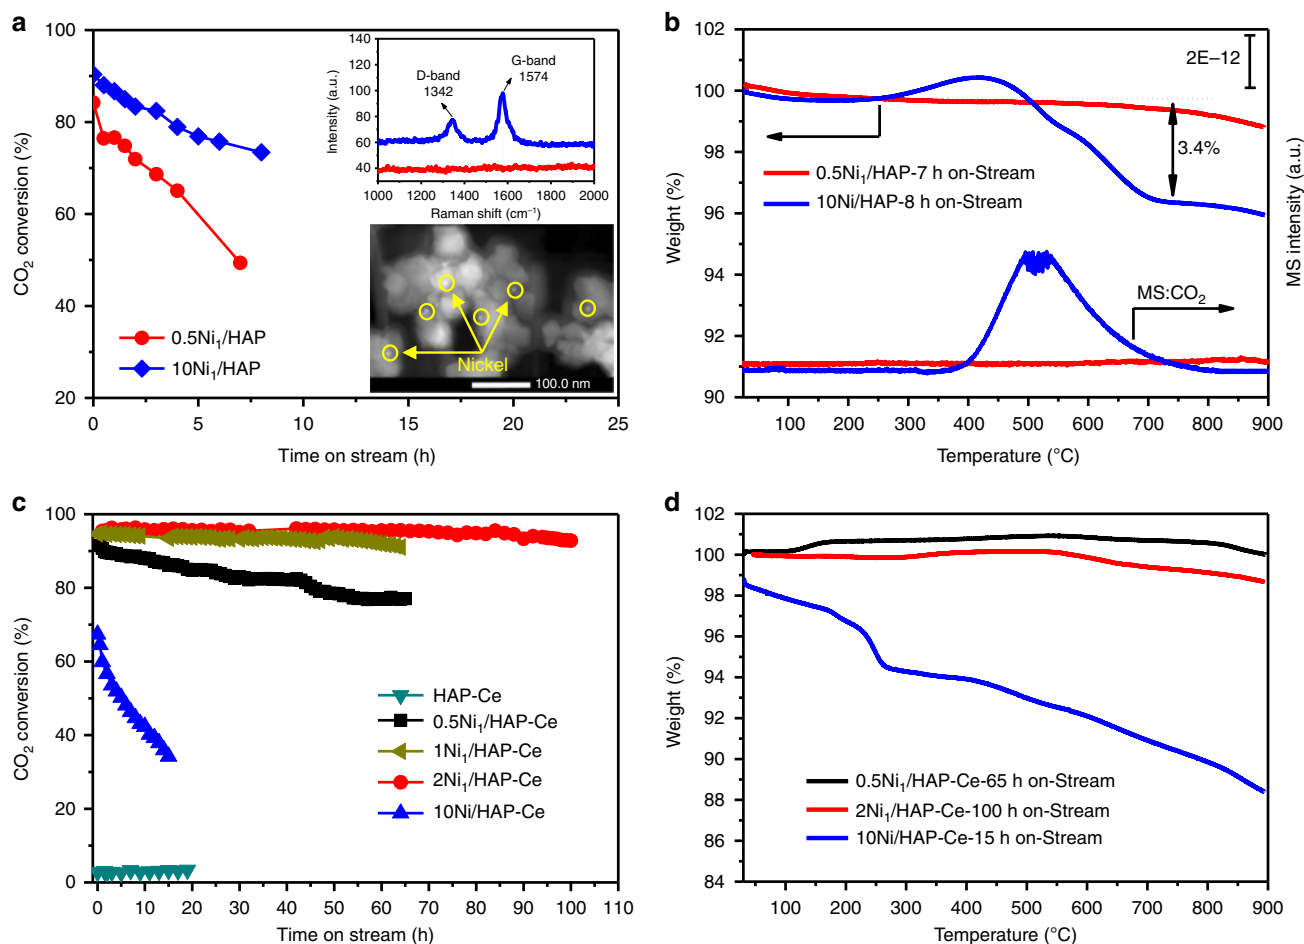 a
100
80
60
40
20
CO2 conversion (%)
0
5
10
15
20
25
Time on stream (h)
0.5Ni1/HAP
10Ni1/HAP
140
120
100
80
60
40
Intensity (a.u.)
D-band
1342
G-band
1574
1000
1200
1400
1600
1800
2000
Raman shift (cm–1)
Nickel
100.0 nm
b
102
100
98
96
94
92
90
Weight (%)
2E–12
3.4%
0.5Ni1/HAP-7 h on-Stream
10Ni/HAP-8 h on-Stream
MS:CO2
MS intensity (a.u.)
100
200
300
400
500
600
700
800
900
Temperature (°C)
c
100
80
60
40
20
0
CO2 conversion (%)
HAP-Ce
0.5Ni1/HAP-Ce
1Ni1/HAP-Ce
2Ni1/HAP-Ce
10Ni/HAP-Ce
0
10
20
30
40
50
60
70
80
90
100
110
Time on stream (h)
d
102
100
98
96
94
92
90
88
86
84
Weight (%)
0.5Ni1/HAP-Ce-65 h on-Stream
2Ni1/HAP-Ce-100 h on-Stream
10Ni/HAP-Ce-15 h on-Stream
100
200
300
400
500
600
700
800
900
Temperature (°C)